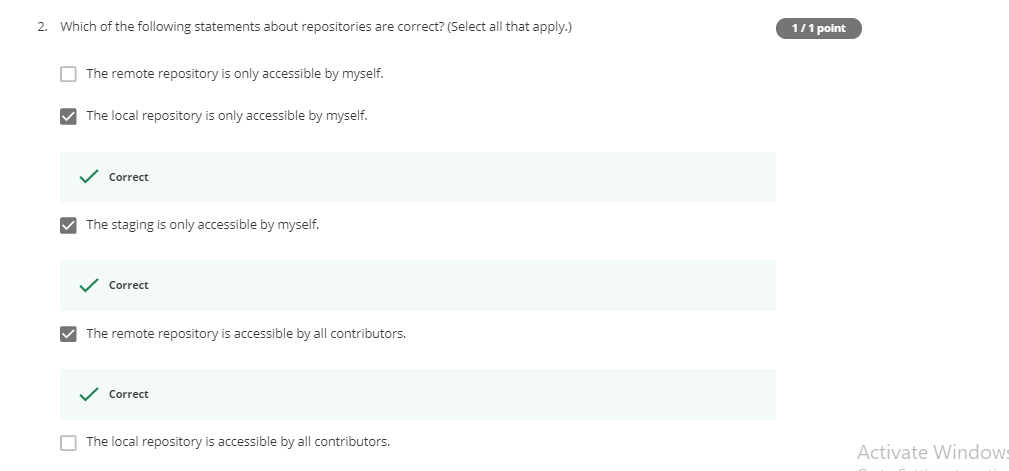 2. Which of the following statements about repositories are correct? (Select all that apply.)
1 / 1 point
The remote repository is only accessible by myself.
The local repository is only accessible by myself.
Correct
The staging is only accessible by myself.
Correct
The remote repository is accessible by all contributors.
Correct
The local repository is accessible by all contributors.
Activate Windows